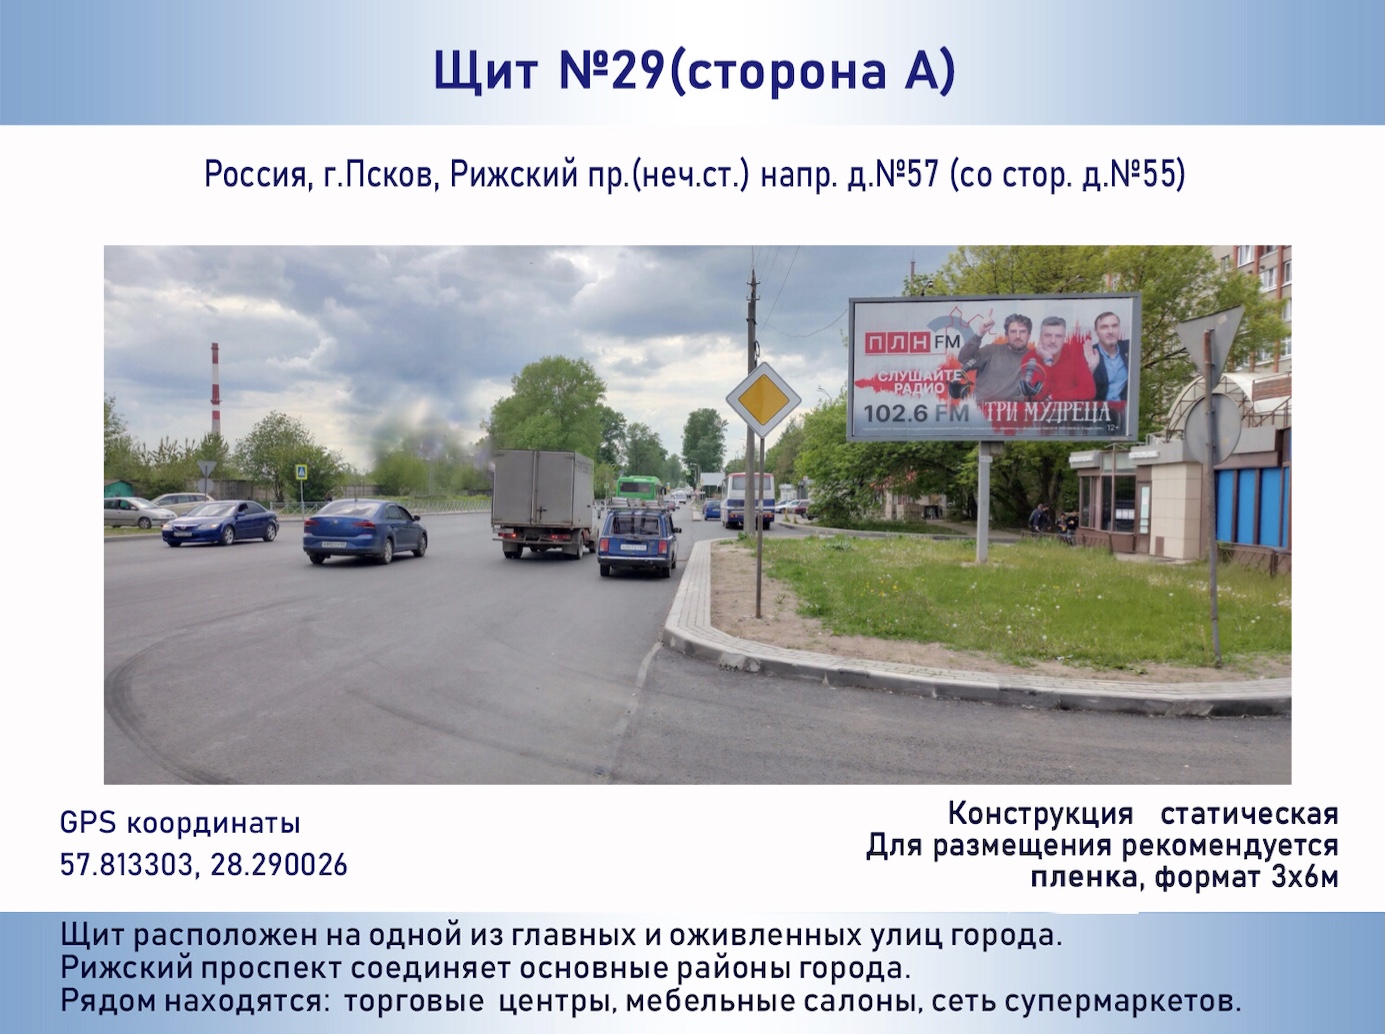 Щит №29(сторона А)
Россия, г.Псков, Рижский пр.(неч.ст.) напр. д.№57 (со стор. д.№55)
ПЛН FM
СЛУШАЙТЕ
РАДИО
102.6 FM
ТРИ МУДРЕЦА
12+
GPS координаты
57.813303, 28.290026
Конструкция статическая
Для размещения рекомендуется
пленка, формат 3х6м
Щит расположен на одной из главных и оживленных улиц города.
Рижский проспект соединяет основные районы города.
Рядом находятся: торговые центры, мебельные салоны, сеть супермаркетов.